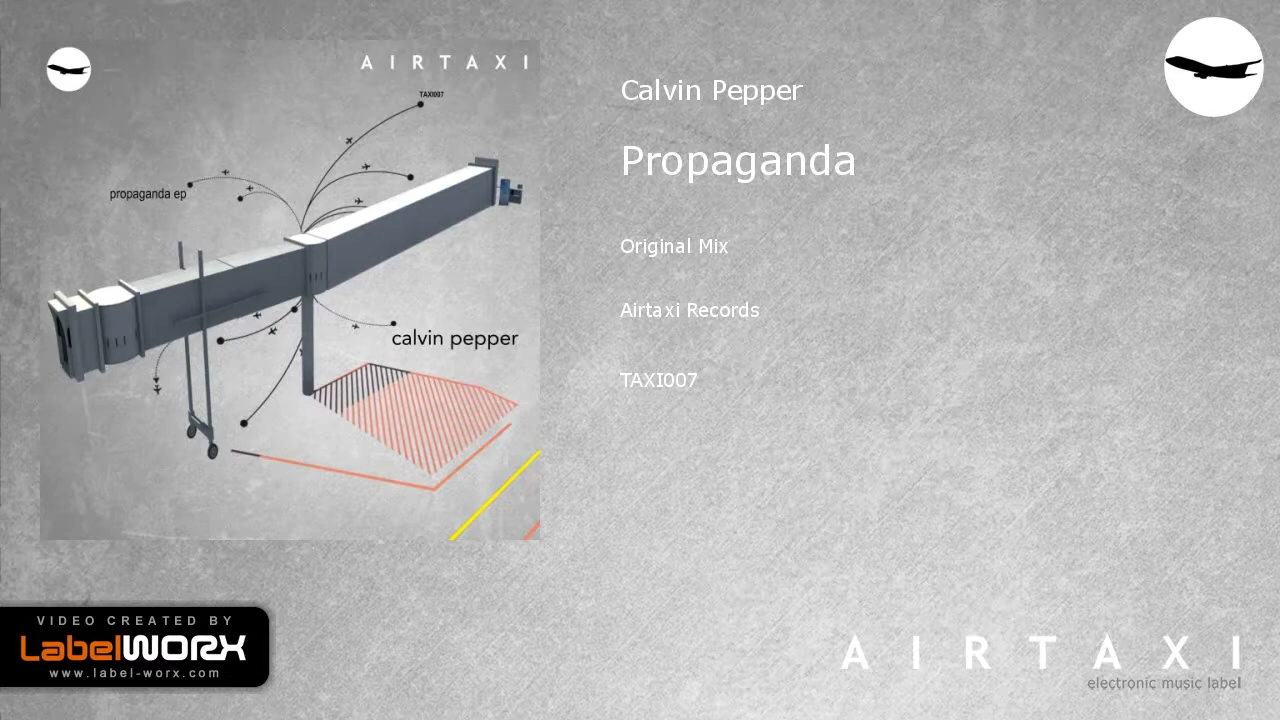 AIRTAXI
TAXI007
propaganda ep
calvin pepper
Calvin Pepper
Propaganda
Original Mix
Airtaxi Records
TAXI007
VIDEO CREATED BY
LabelWORX
www.label-worx.com
AIRTAXI
electronic music label